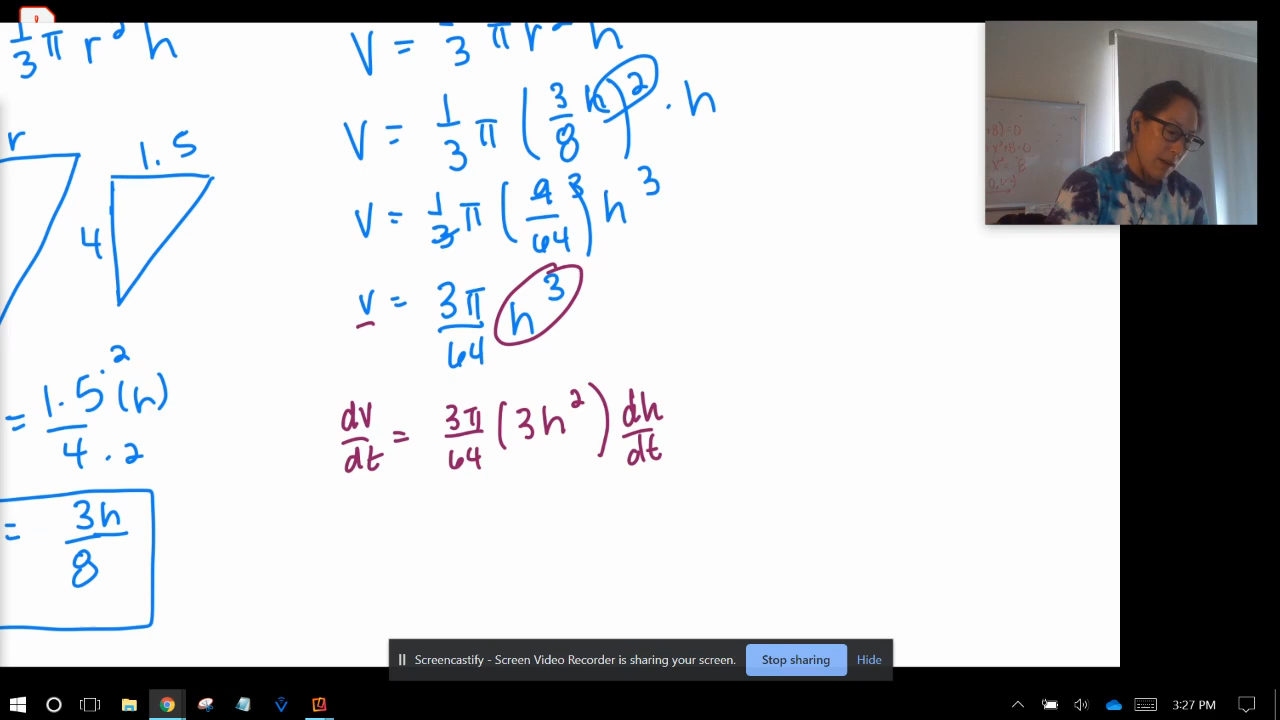 1/3 π r² h
r
1.5
4
= 1.5·² (h)
4 · 2
= 3h/8
V = 1/3 π r² h
V = 1/3 π (3/8 h)² · h
V = 1/3 π (9/64) h³
3
V = 3π/64 h³
dV/dt = 3π/64 (3h²) dh/dt
Screencastify - Screen Video Recorder is sharing your screen.
Stop sharing
Hide
3:27 PM